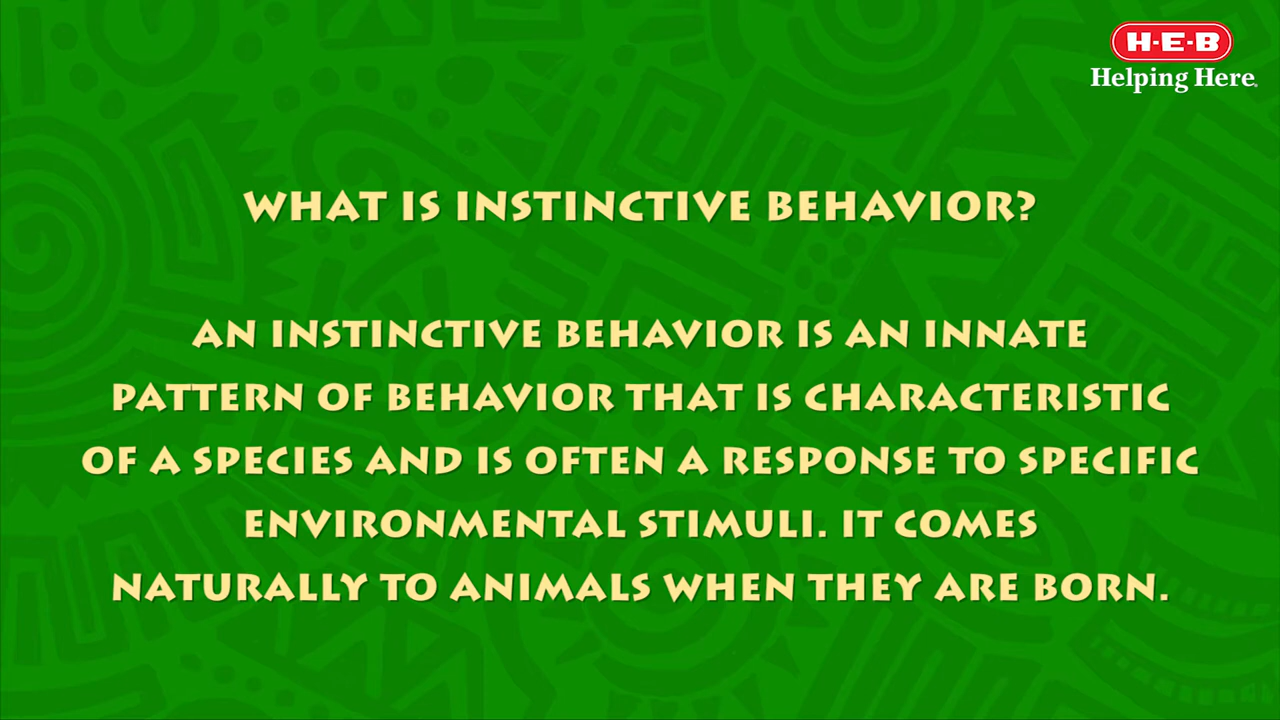 H-E-B
Helping Here.
WHAT IS INSTINCTIVE BEHAVIOR?
AN INSTINCTIVE BEHAVIOR IS AN INNATE
PATTERN OF BEHAVIOR THAT IS CHARACTERISTIC
OF A SPECIES AND IS OFTEN A RESPONSE TO SPECIFIC
ENVIRONMENTAL STIMULI. IT COMES
NATURALLY TO ANIMALS WHEN THEY ARE BORN.